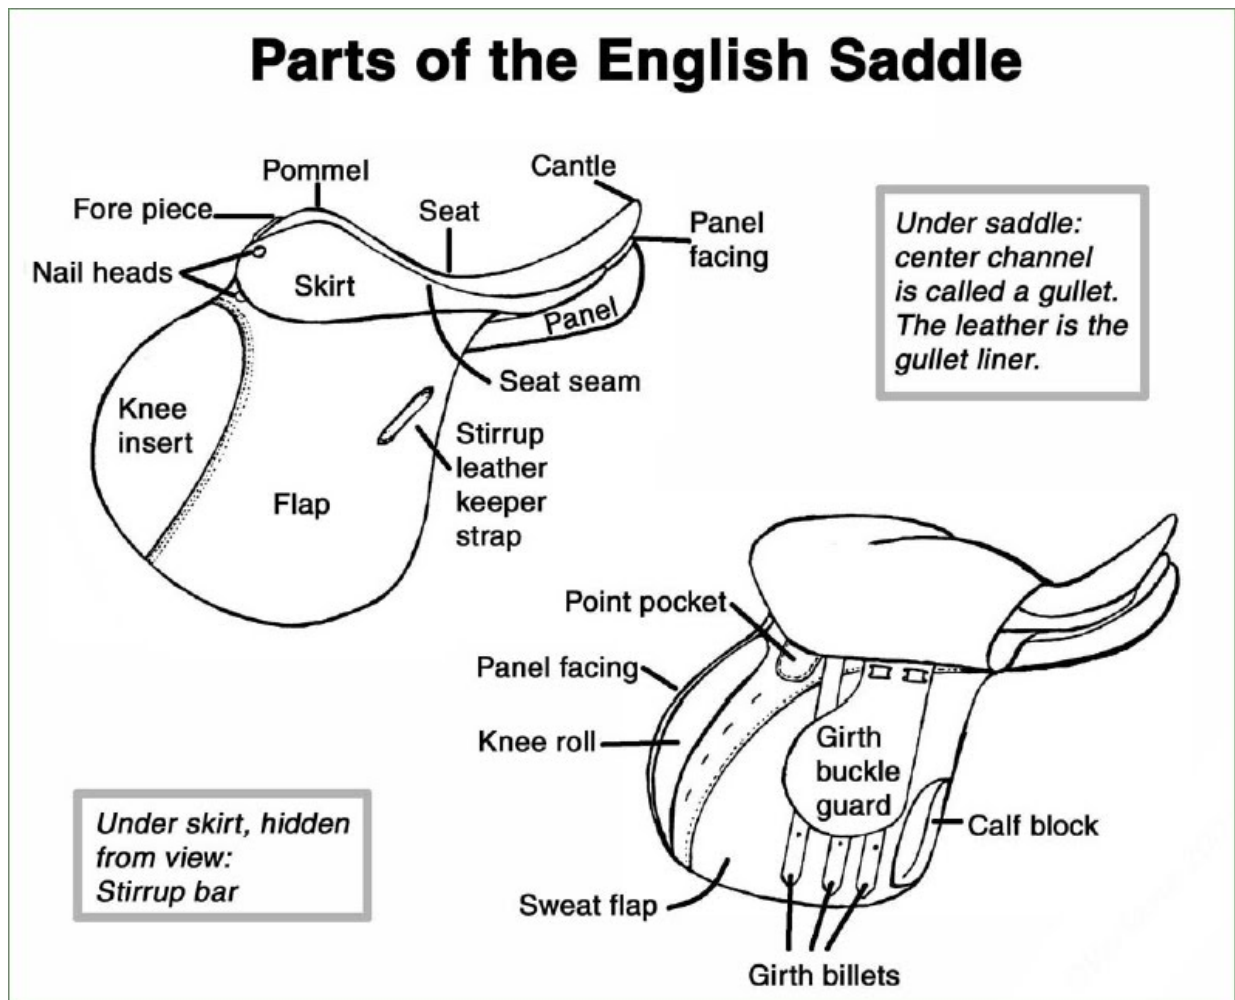 Parts of the English Saddle
Pommel
Cantle
Fore piece
Seat
Panel
facing
Nail heads
Skirt
Panel
Seat seam
Knee
insert
Stirrup
leather
keeper
strap
Flap
Under saddle:
center channel
is called a gullet.
The leather is the
gullet liner.
Point pocket
Panel facing
Knee roll
Girth
buckle
guard
Calf block
Sweat flap
Girth billets
Under skirt, hidden
from view:
Stirrup bar